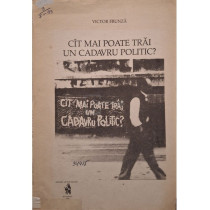 VICTOR FRUNZĂ
CÎT MAI POATE TRĂI
UN CADAVRU POLITIC?
CÎT MAI POATE TRĂI
UN
CADAVRU POLITIC?